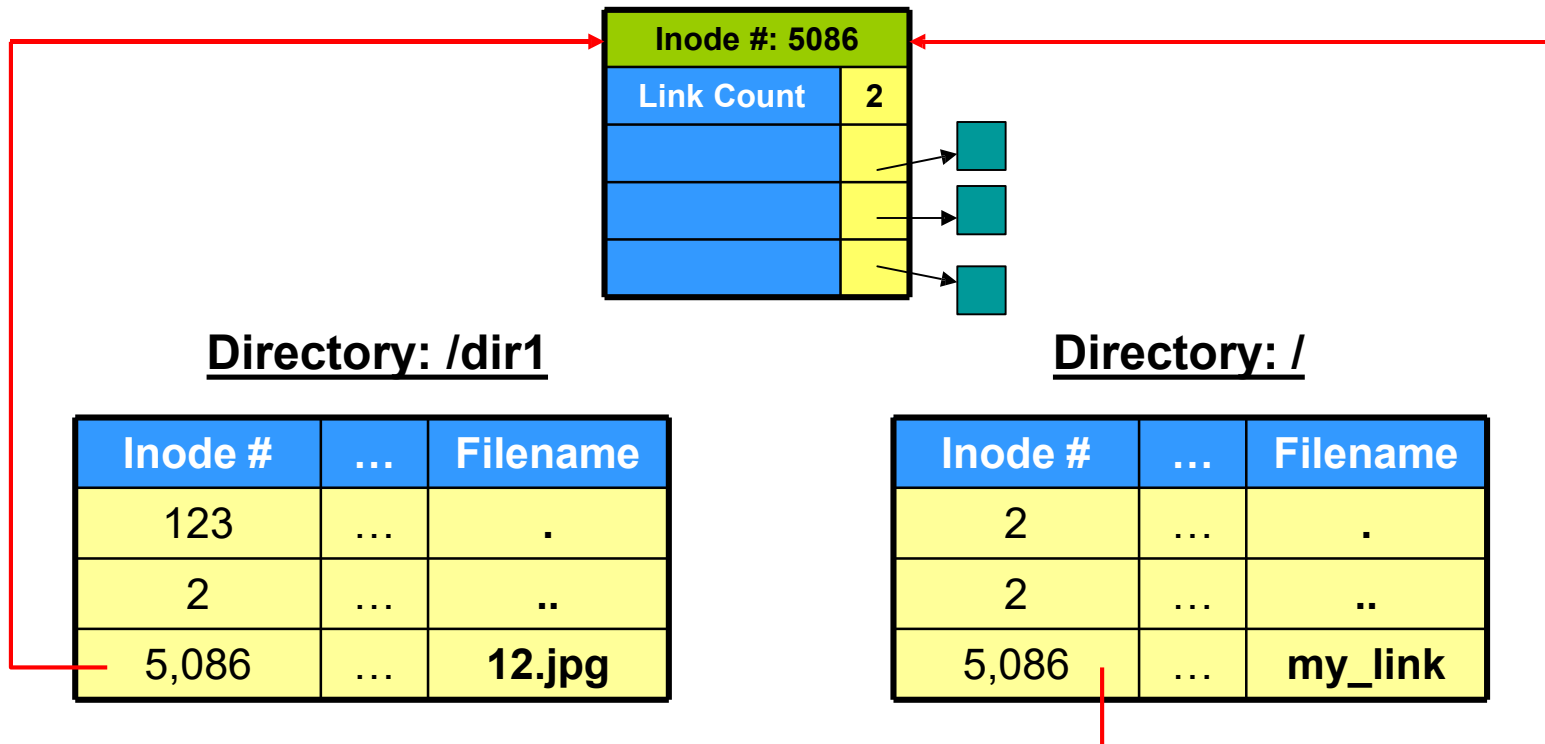 Inode #: 5086
Link Count 2
Directory: /dir1
Inode # … Filename
123 … .
2 … ..
5,086 … 12.jpg
Directory: /
Inode # … Filename
2 … .
2 … ..
5,086 … my_link